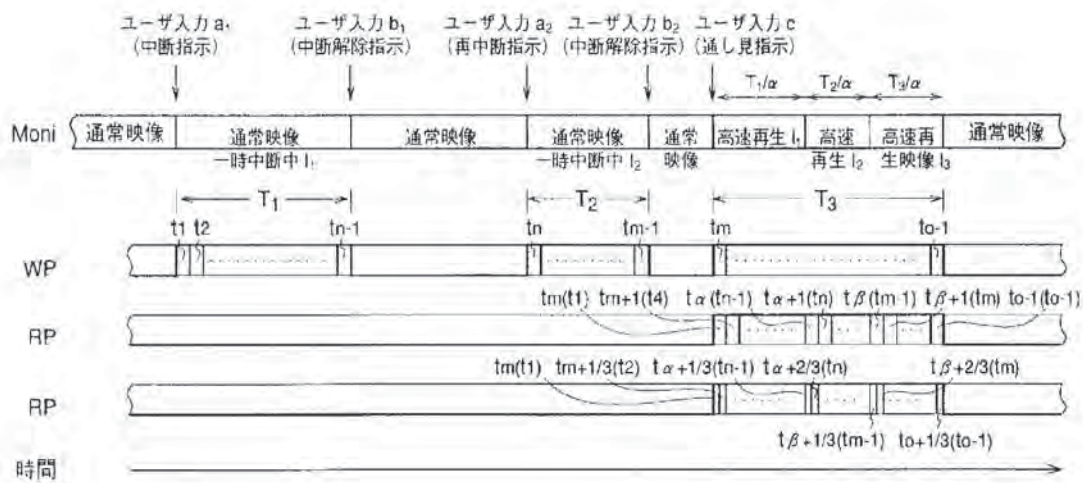 ユーザ入力 a₁ ユーザ入力 b₁ ユーザ入力 a₂ ユーザ入力 b₂ ユーザ入力 c
(中断指示) (中断解除指示) (再中断指示) (中断解除指示) (通し見指示)
T₁/α T₂/α T₃/α
Moni 通常映像 通常映像 通常映像 通常映像 通常 高速再生 I₁ 高速 高速再 通常映像
一時中断中 I₁ 一時中断中 I₂ 映像 再生 I₂ 生映像 I₃
T₁ T₂ T₃
t1 t2 tn-1 tn tm-1 tm to-1
WP
tm(t1) tm+1(t4) tα(tn-1) tα+1(tn) tβ(tm-1) tβ+1(tm) to-1(to-1)
RP
tm(t1) tm+1/3(t2) tα+1/3(tn-1) tα+2/3(tn) tβ+2/3(tm)
RP
tβ+1/3(tm-1) to+1/3(to-1)
時間